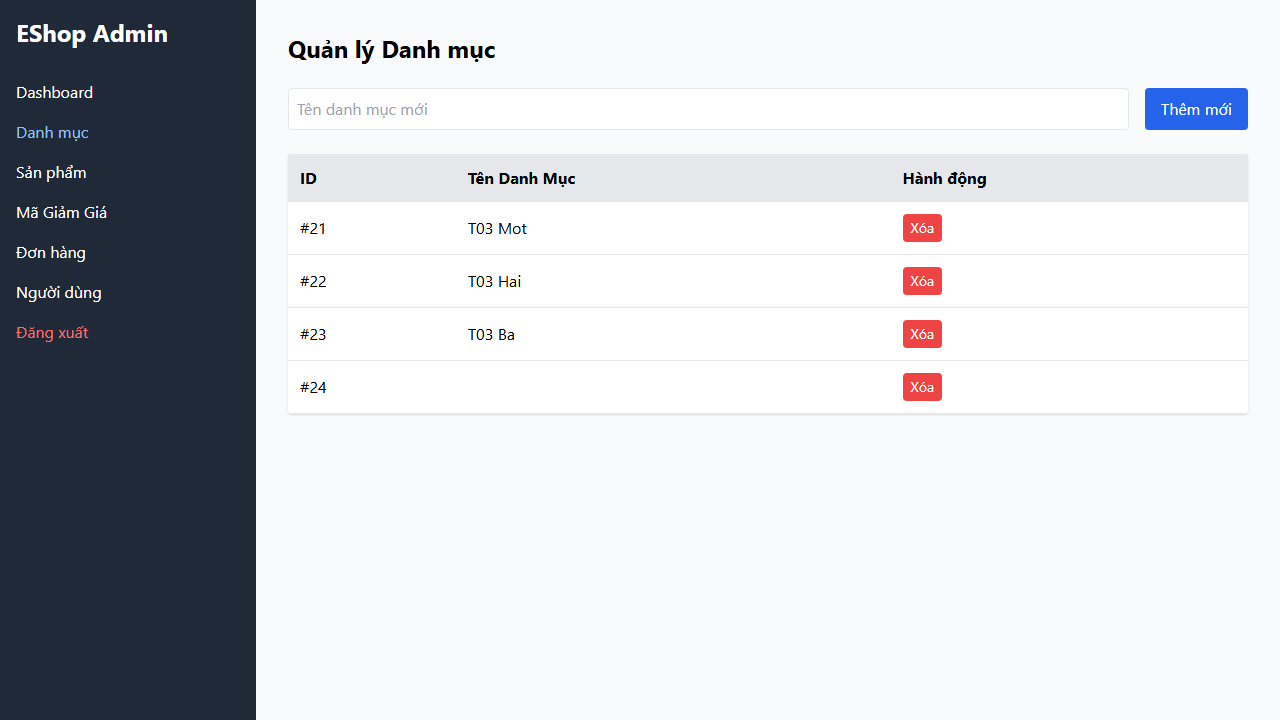 EShop Admin
Dashboard
Danh mục
Sản phẩm
Mã Giảm Giá
Đơn hàng
Người dùng
Đăng xuất
Quản lý Danh mục
Tên danh mục mới
Thêm mới
ID Tên Danh Mục Hành động
#21 T03 Mot Xóa
#22 T03 Hai Xóa
#23 T03 Ba Xóa
#24 Xóa